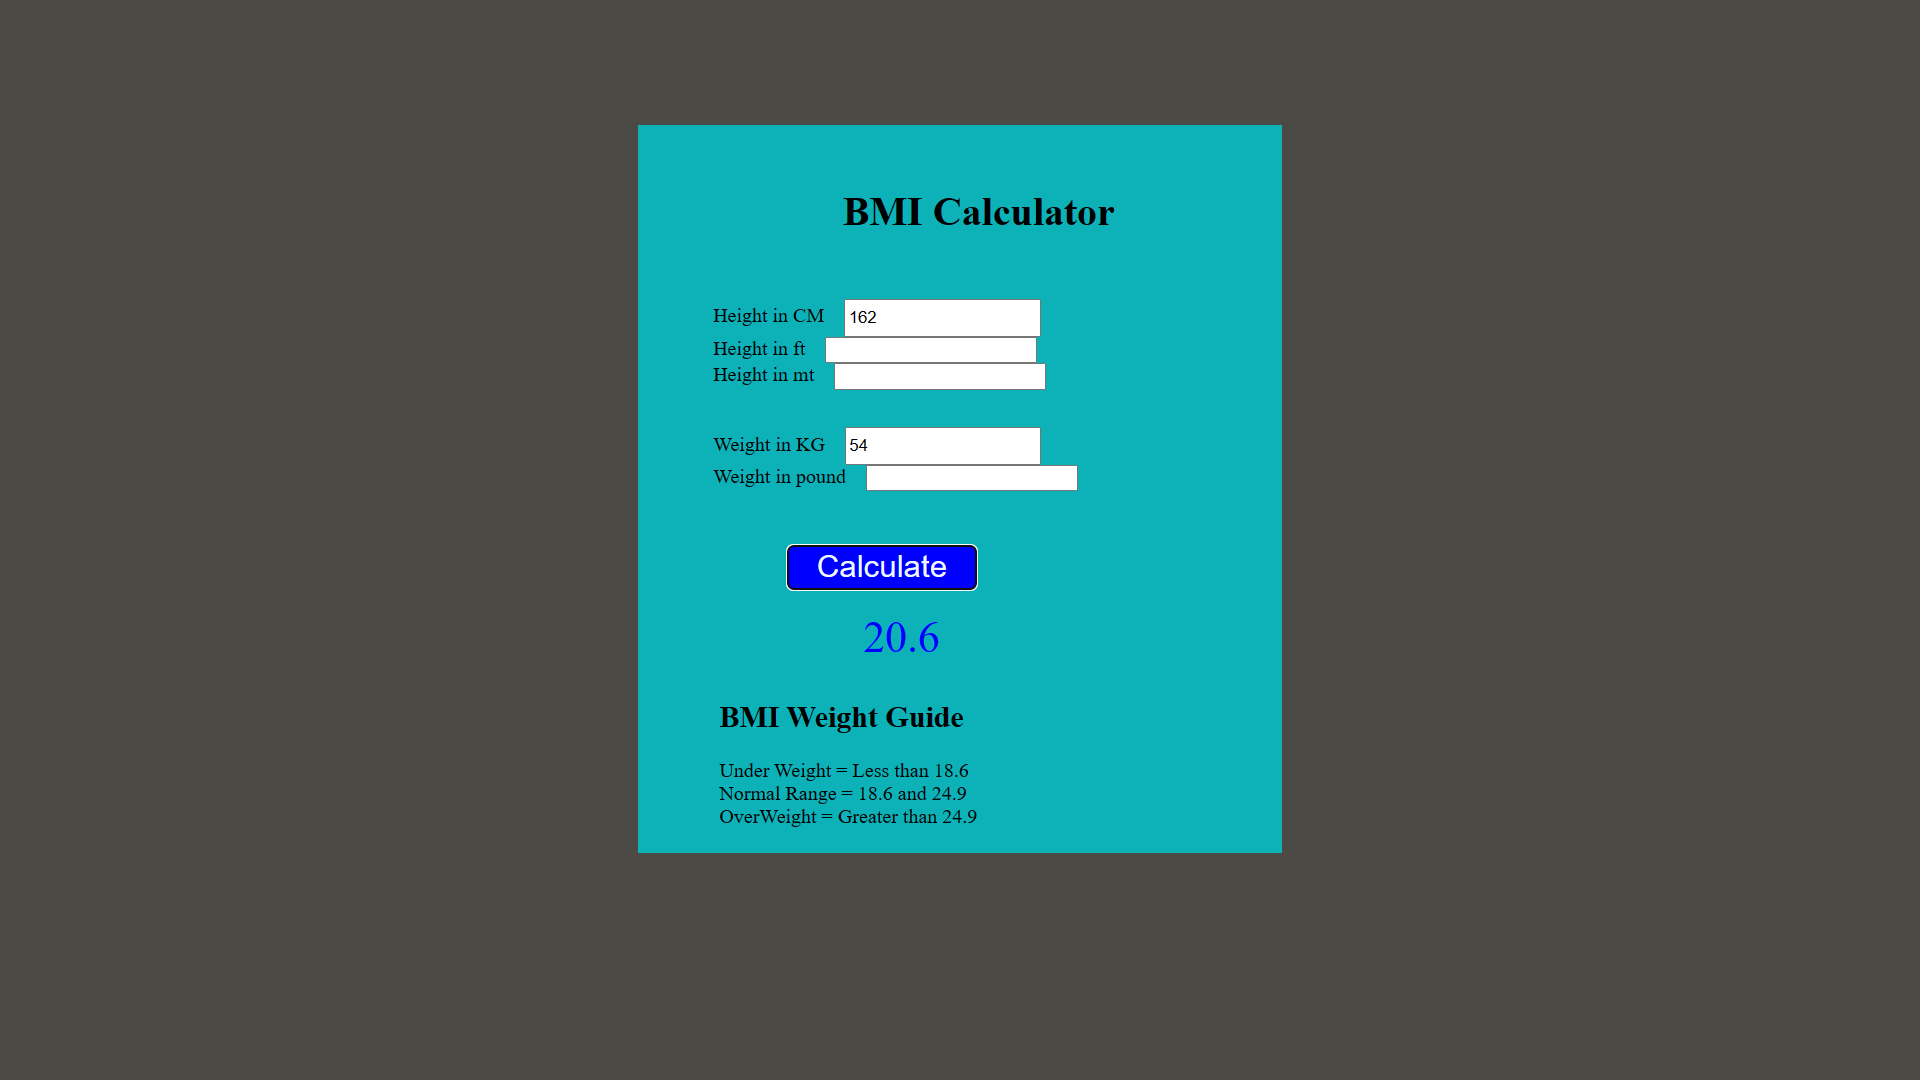 BMI Calculator
Height in CM 162
Height in ft
Height in mt
Weight in KG 54
Weight in pound
Calculate
20.6
BMI Weight Guide
Under Weight = Less than 18.6
Normal Range = 18.6 and 24.9
OverWeight = Greater than 24.9